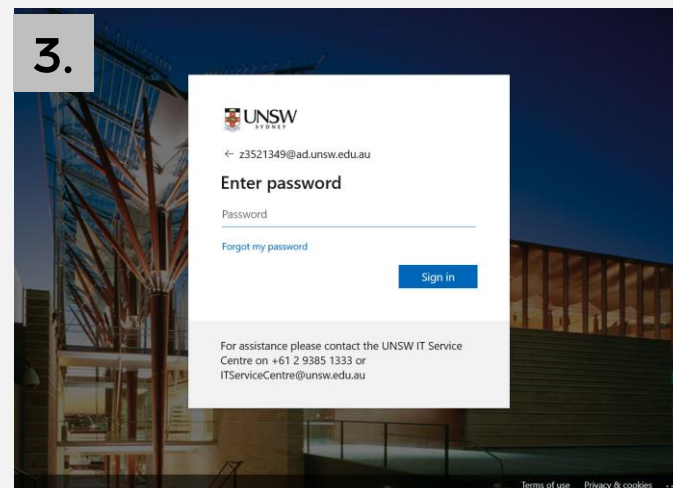 3.
UNSW
SYDNEY
← z3521349@ad.unsw.edu.au
Enter password
Password
Forgot my password
Sign in
For assistance please contact the UNSW IT Service
Centre on +61 2 9385 1333 or
ITServiceCentre@unsw.edu.au
Terms of use Privacy & cookies ...